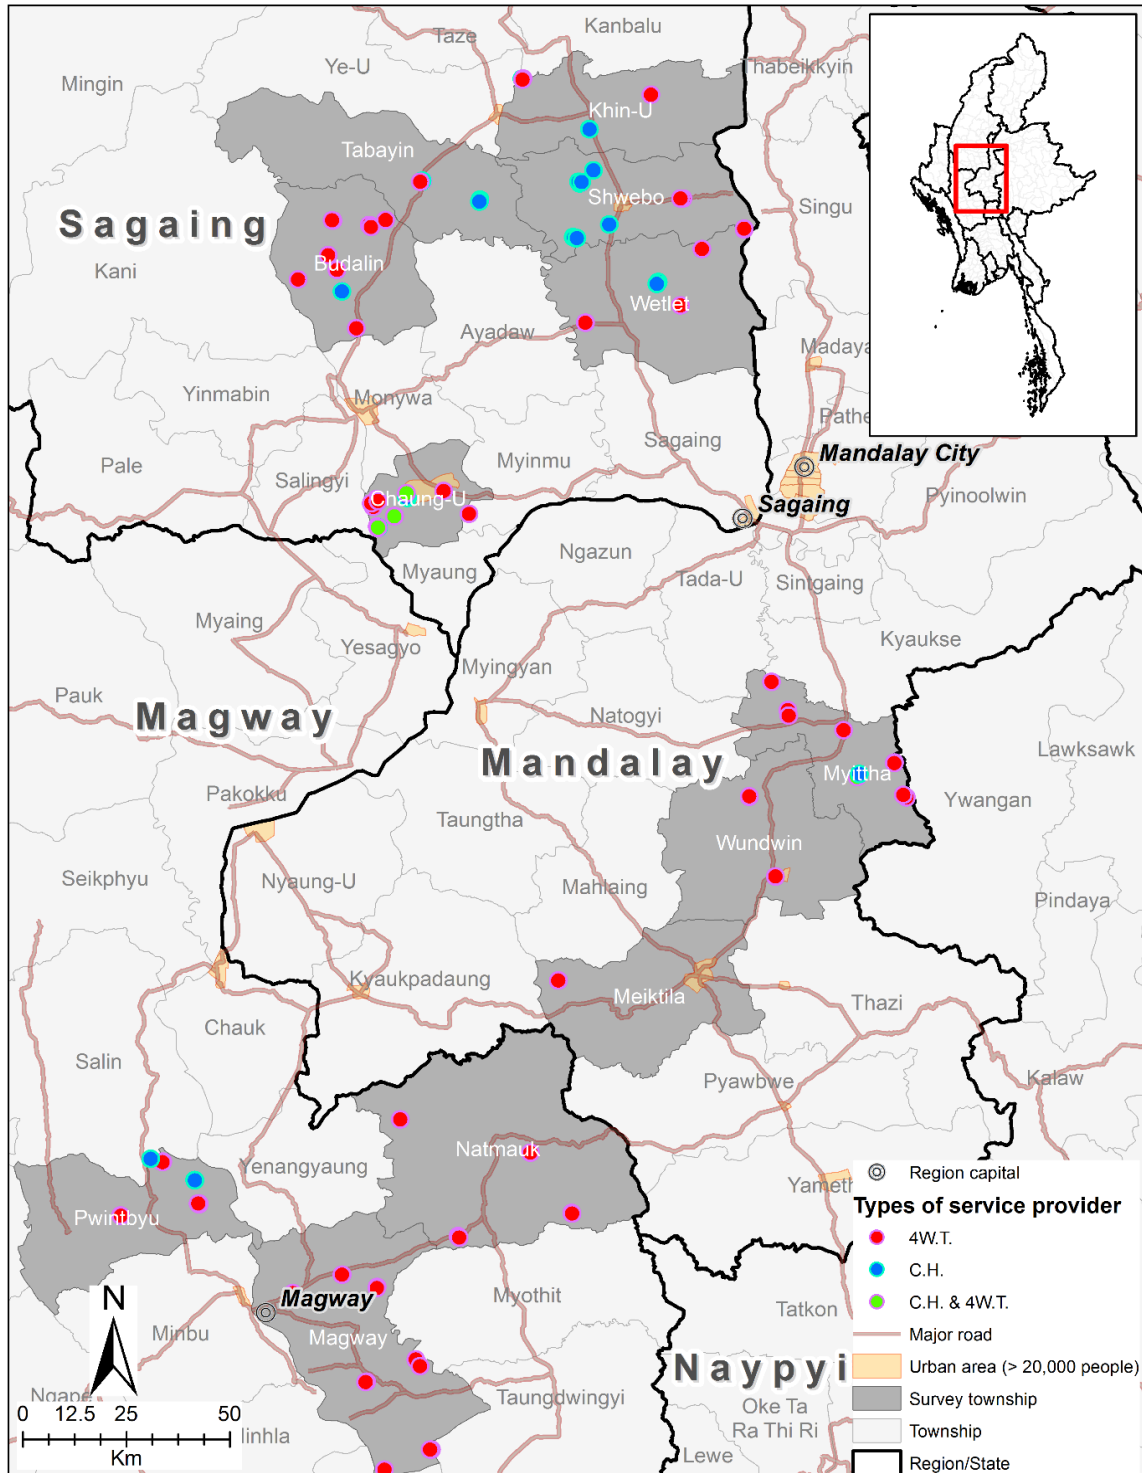 Taze
Kanbalu
Ye-U
Mingin
Thabeikkyin
Khin-U
Tabayin
Shwebo
Singu
Sagaing
Kani
Budalin
Wetlet
Ayadaw
Madaya
Yinmabin
Monywa
Pathe
Sagaing
Mandalay City
Pale
Salingyi
Myinmu
Chaung-U
Pyinoolwin
Sagaing
Ngazun
Myaung
Tada-U
Sintgaing
Myaing
Yesagyo
Kyaukse
Myingyan
Pauk
Magway
Natogyi
Mandalay
Lawksawk
Myittha
Pakokku
Ywangan
Taungtha
Wundwin
Seikphyu
Nyaung-U
Mahlaing
Pindaya
Kyaukpadaung
Meiktila
Thazi
Chauk
Salin
Pyawbwe
Kalaw
Natmauk
Yenangyaung
Yameth
Pwintbyu
Magway
Myothit
Minbu
Magway
Tatkon
Naypyi
Ngape
Taungdwingyi
Oke Ta
Ra Thi Ri
Minhla
Lewe
N
0 12.5 25 50
Km
Region capital
Types of service provider
4W.T.
C.H.
C.H. & 4W.T.
Major road
Urban area (> 20,000 people)
Survey township
Township
Region/State